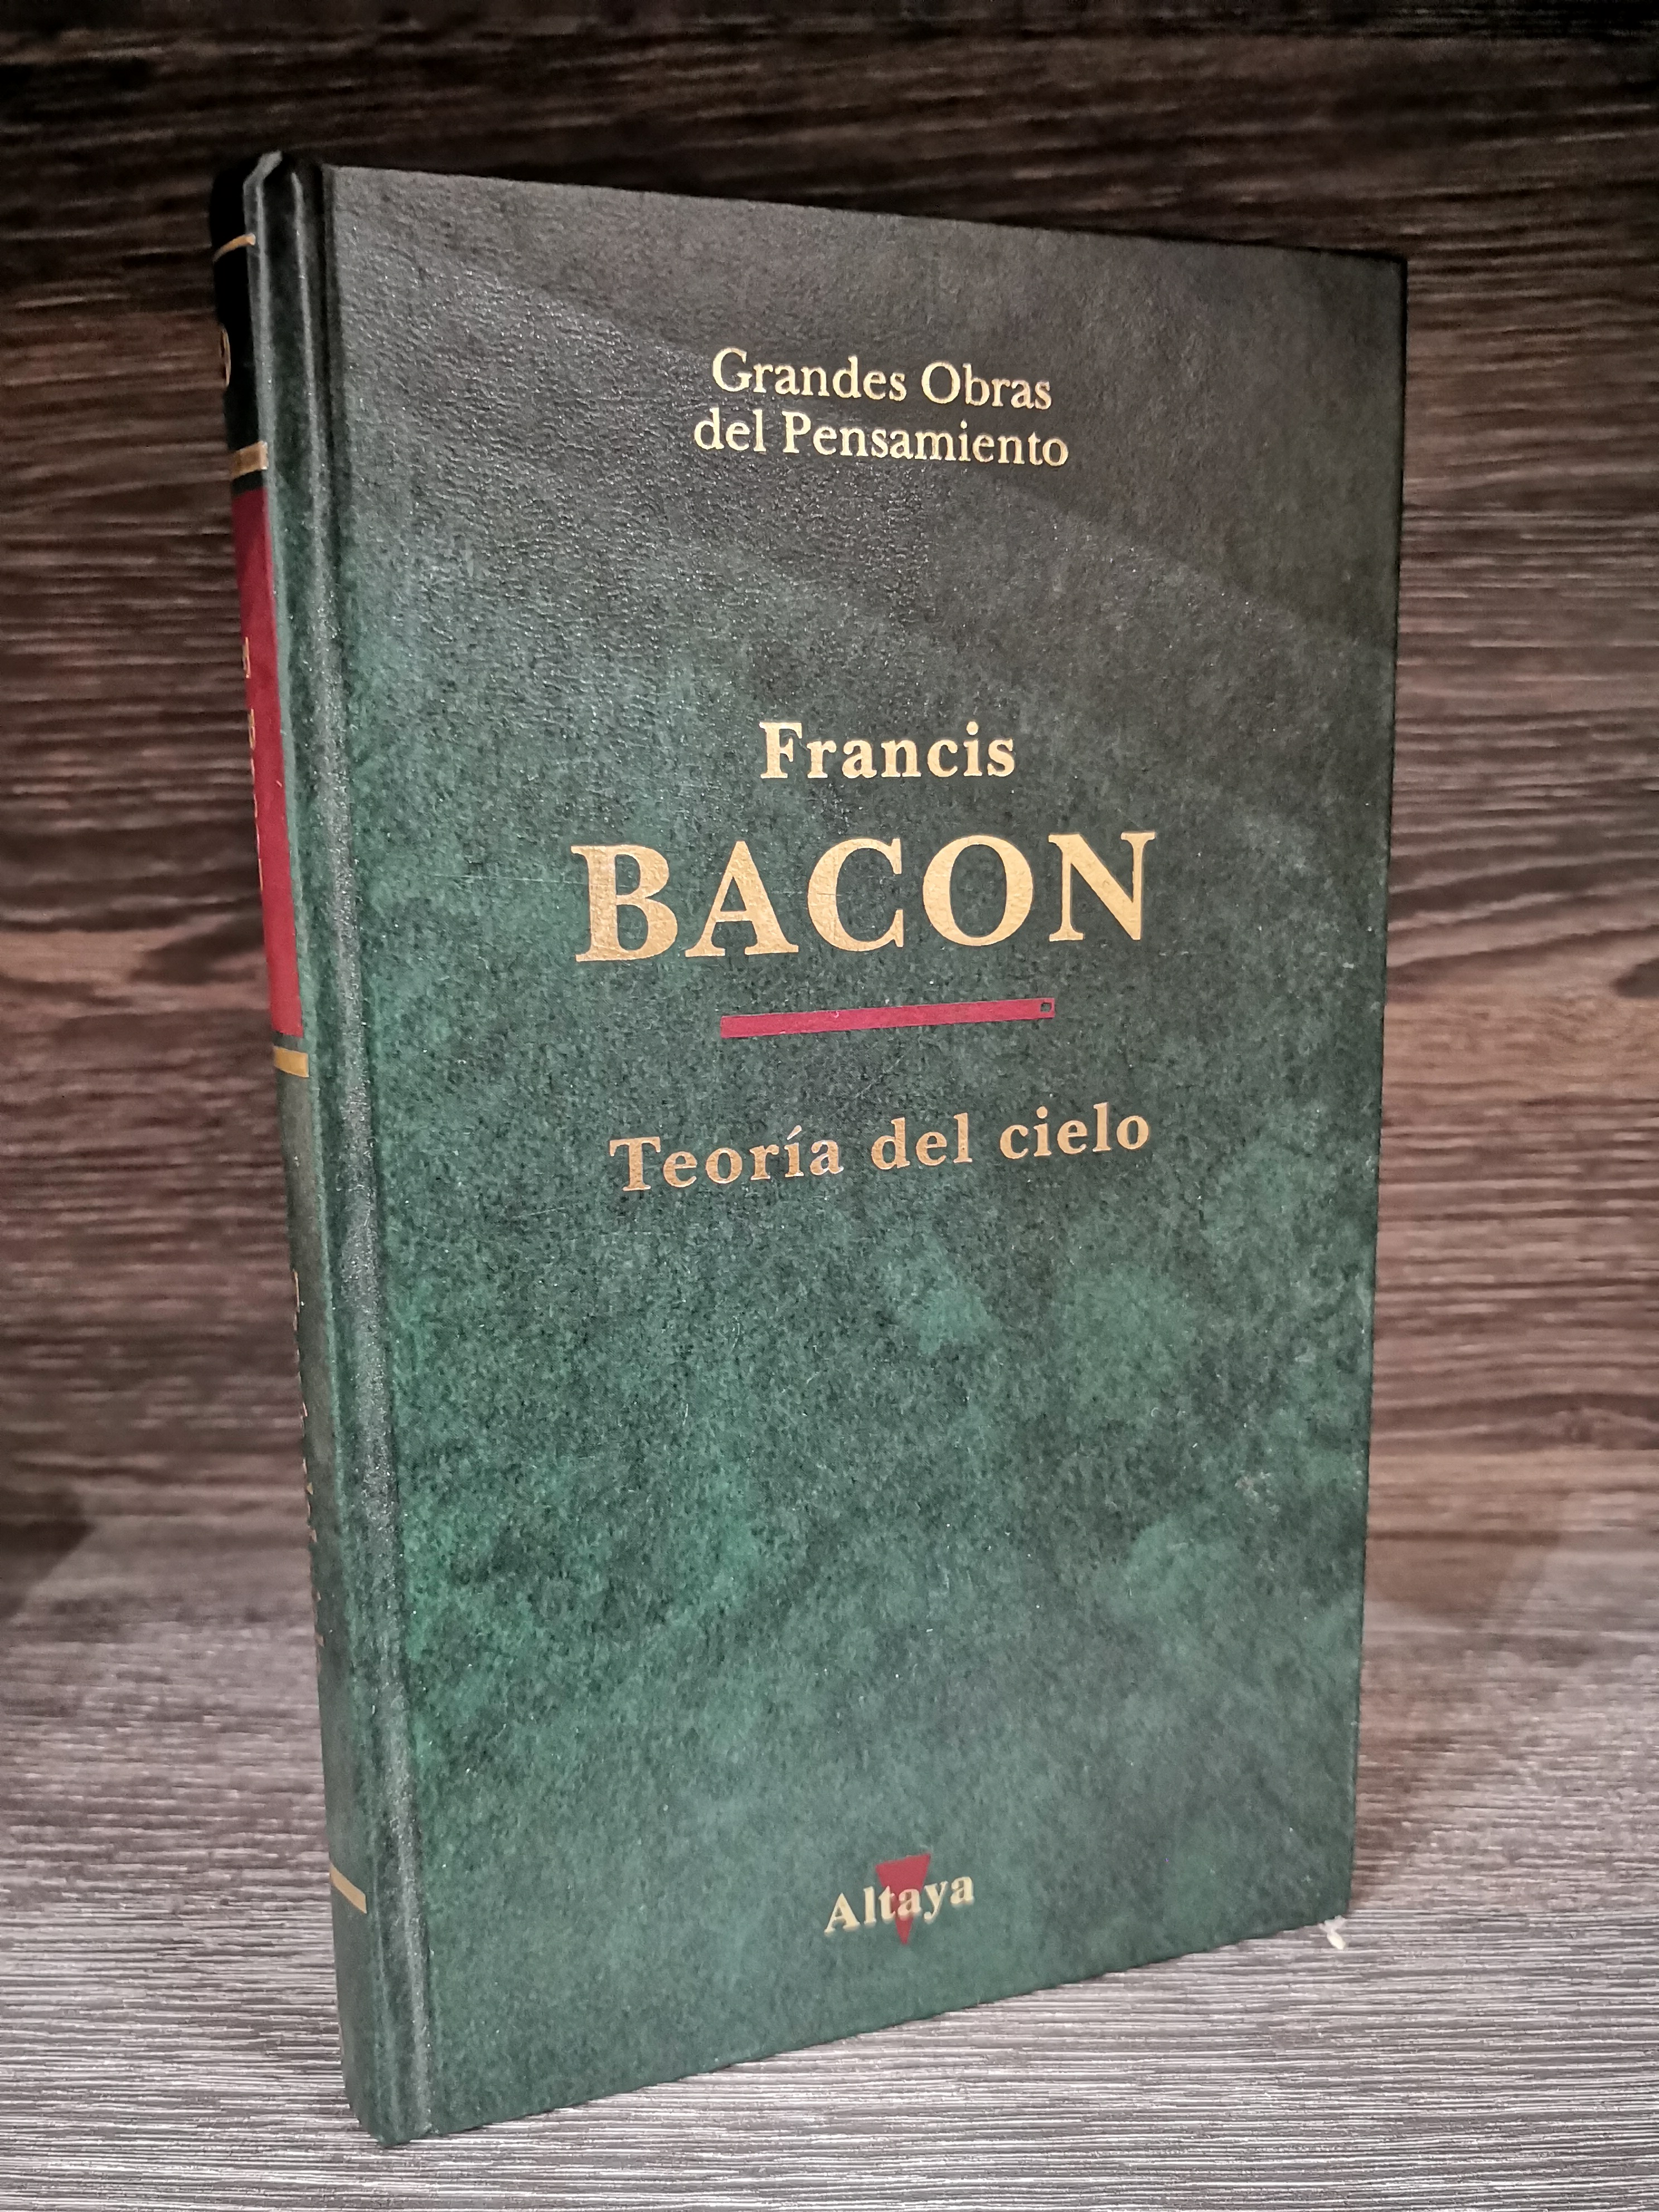 Grandes Obras
del Pensamiento
Francis
BACON
Teoría del cielo
Altaya